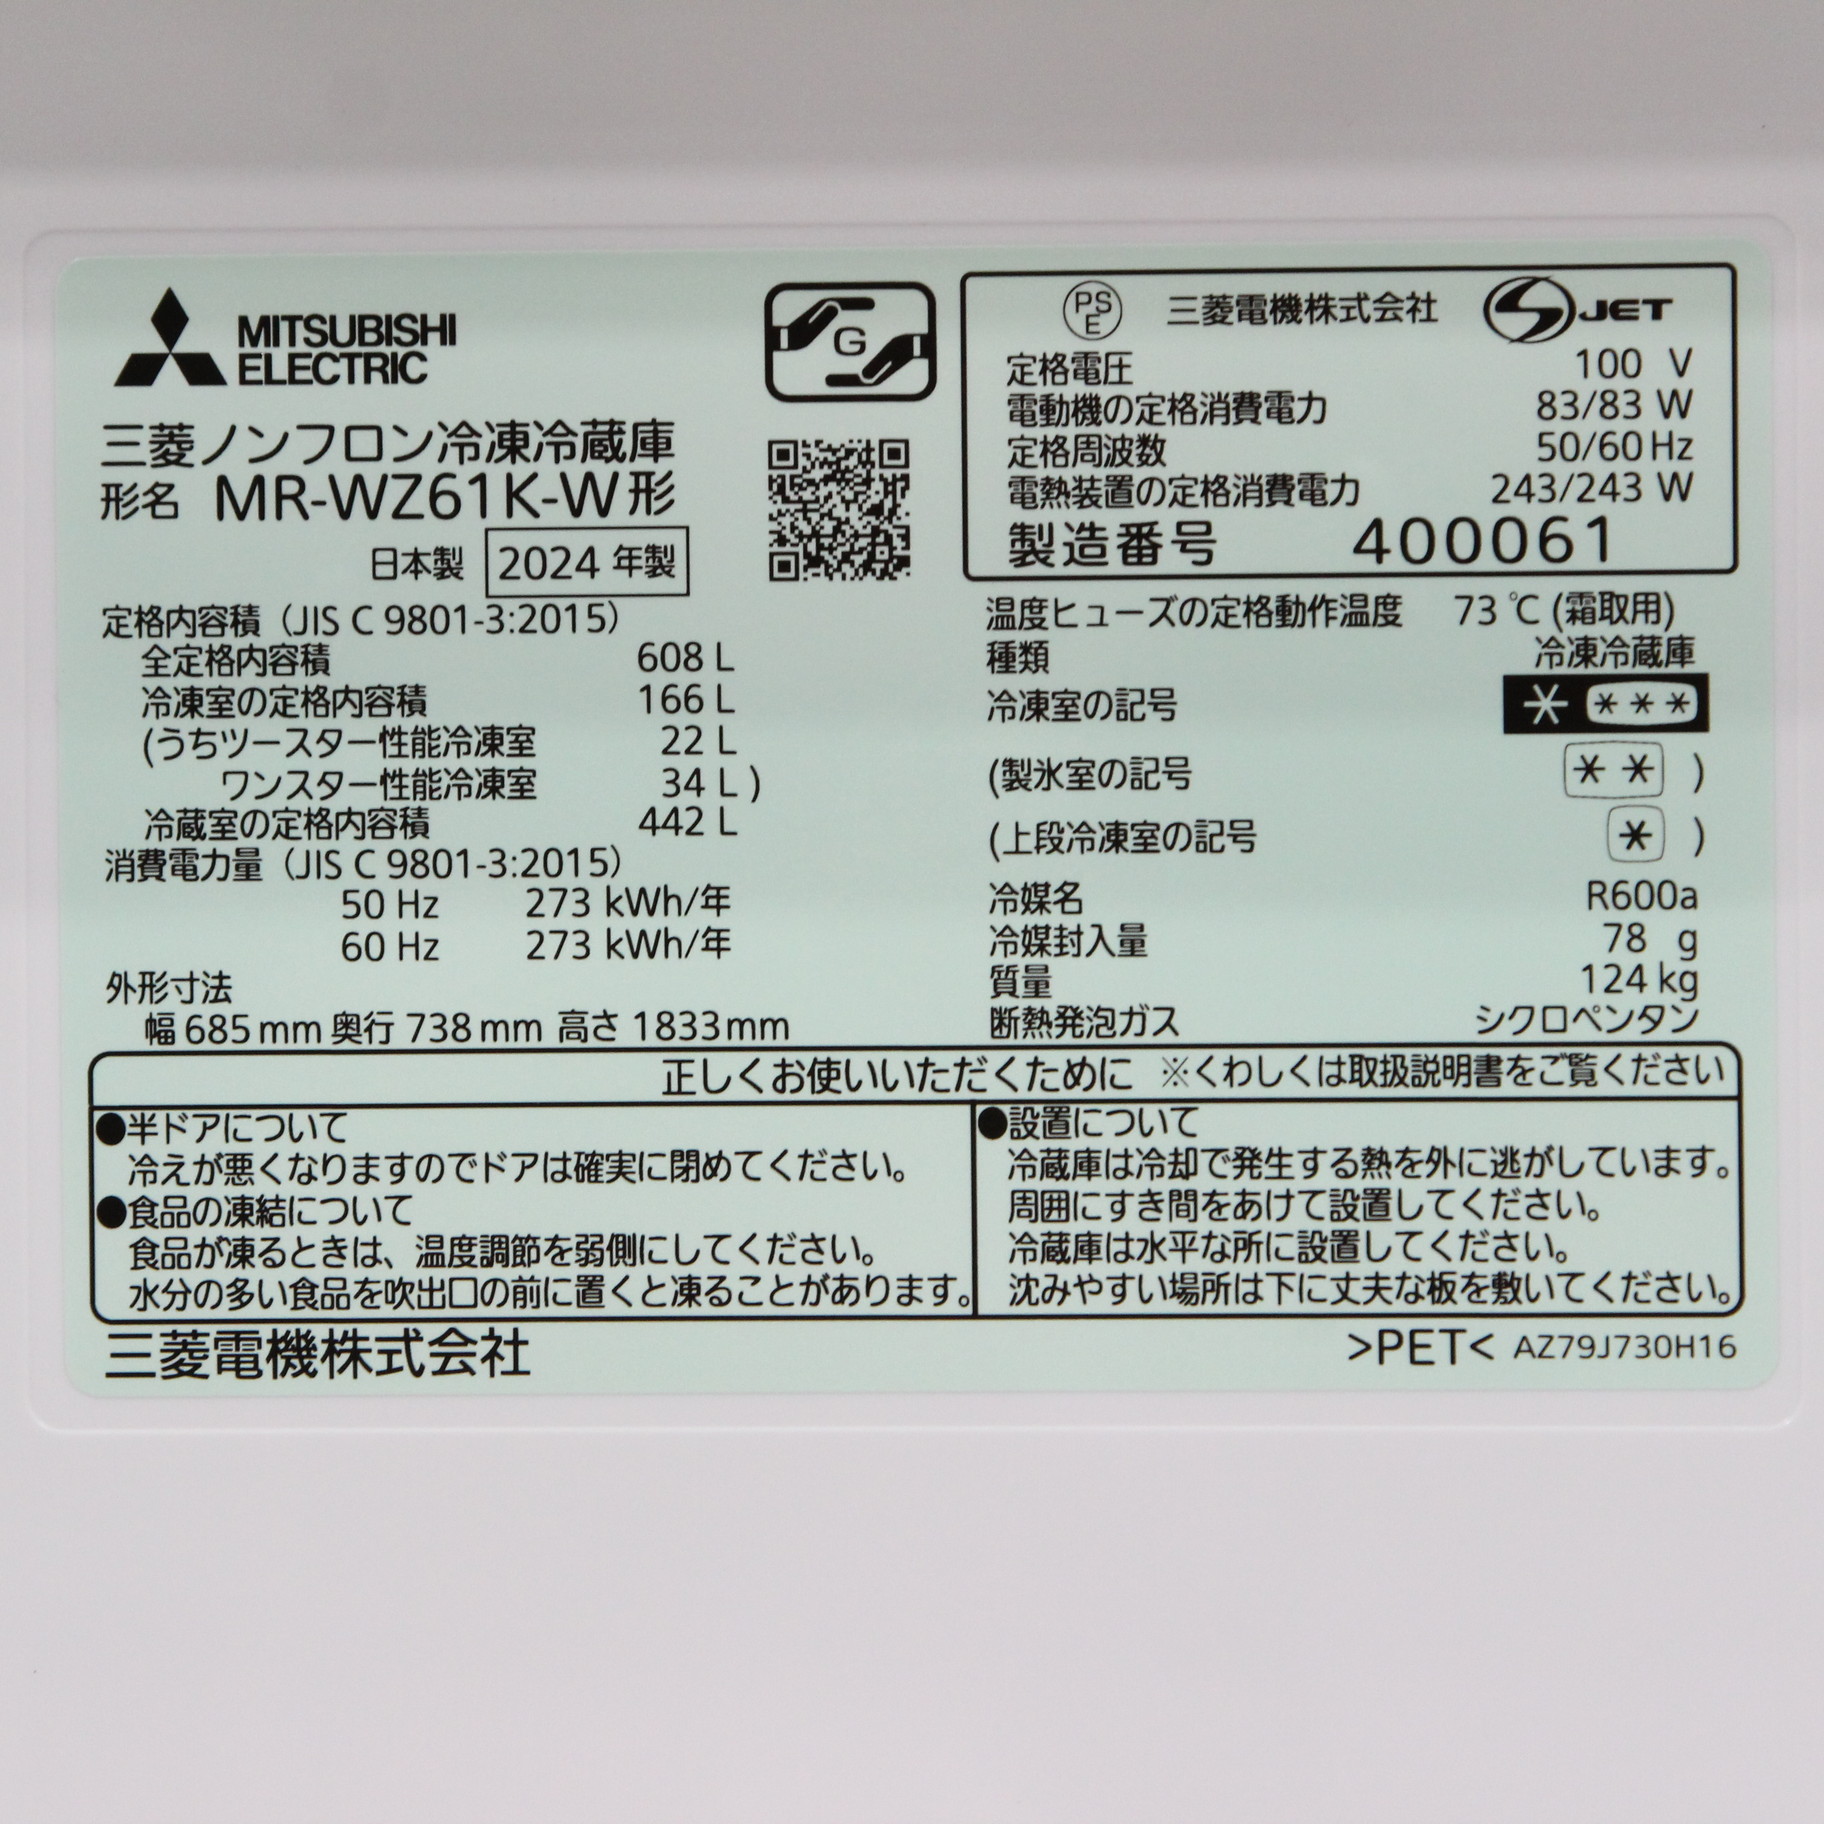 MITSUBISHI
ELECTRIC
G
三菱ノンフロン冷凍冷蔵庫
形名 MR-WZ61K-W形
日本製 2024 年製
定格内容積（JIS C 9801-3:2015）
全定格内容積 608 L
冷凍室の定格内容積 166 L
(うちツースター性能冷凍室 22 L
ワンスター性能冷凍室 34 L )
冷蔵室の定格内容積 442 L
消費電力量（JIS C 9801-3:2015）
50 Hz 273 kWh/年
60 Hz 273 kWh/年
外形寸法
幅 685 mm 奥行 738 mm 高さ 1833 mm
PS E 三菱電機株式会社 JET
定格電圧 100 V
電動機の定格消費電力 83/83 W
定格周波数 50/60 Hz
電熱装置の定格消費電力 243/243 W
製造番号 400061
温度ヒューズの定格動作温度 73 ℃ (霜取用)
種類 冷凍冷蔵庫
冷凍室の記号 * ***
(製氷室の記号 ** )
(上段冷凍室の記号 * )
冷媒名 R600a
冷媒封入量 78 g
質量 124 kg
断熱発泡ガス シクロペンタン
正しくお使いいただくために ※くわしくは取扱説明書をご覧ください
●半ドアについて
冷えが悪くなりますのでドアは確実に閉めてください。
●食品の凍結について
食品が凍るときは、温度調節を弱側にしてください。
水分の多い食品を吹出口の前に置くと凍ることがあります。
●設置について
冷蔵庫は冷却で発生する熱を外に逃がしています。
周囲にすき間をあけて設置してください。
冷蔵庫は水平な所に設置してください。
沈みやすい場所は下に丈夫な板を敷いてください。
三菱電機株式会社
>PET< AZ79J730H16